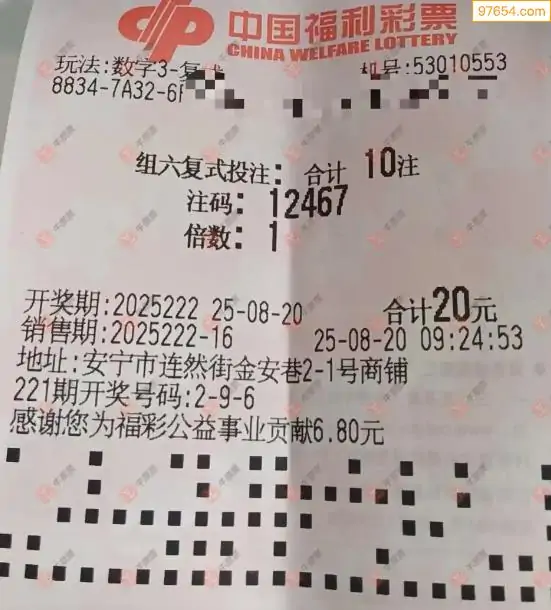 97654.com
中国福利彩票
CHINA WELFARE LOTTERY
玩法:数字3-复式
机号:53010553
8834-7A32-6
组六复式投注: 合计 10注
注码: 12467
倍数: 1
开奖期:2025222 25-08-20 合计20元
销售期:2025222-16 25-08-20 09:24:53
地址:安宁市连然街金安巷2-1号商铺
221期开奖号码:2-9-6
感谢您为福彩公益事业贡献6.80元